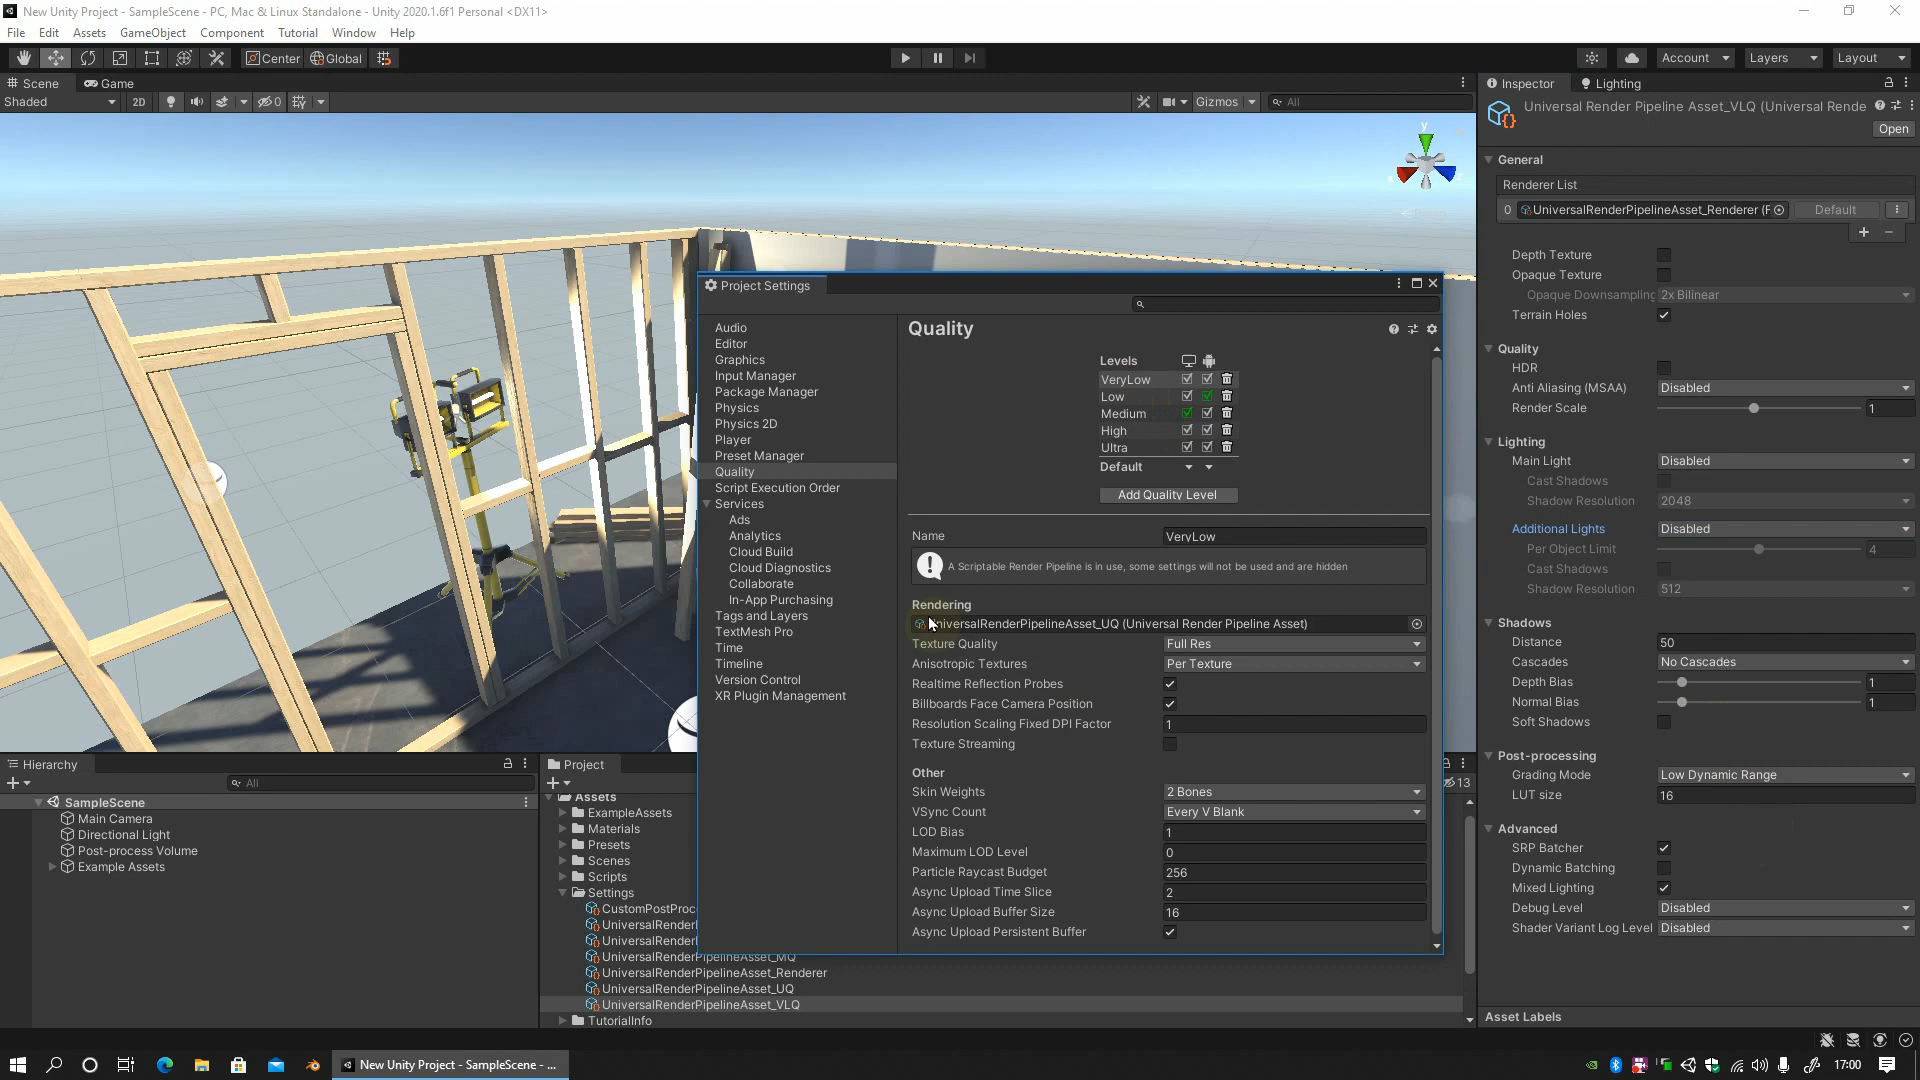 New Unity Project - SampleScene - PC, Mac & Linux Standalone - Unity 2020.1.6f1 Personal <DX11>
File Edit Assets GameObject Component Tutorial Window Help
Center Global Account Layers Layout
Scene Game
Shaded 2D 0 Gizmos All
y
Inspector Lighting
Universal Render Pipeline Asset_VLQ (Universal Rende
Open
General
Renderer List
0 UniversalRenderPipelineAsset_Renderer (F Default
Depth Texture
Opaque Texture
Opaque Downsampling 2x Bilinear
Terrain Holes
Quality
HDR
Anti Aliasing (MSAA) Disabled
Render Scale 1
Lighting
Main Light Disabled
Cast Shadows
Shadow Resolution 2048
Additional Lights Disabled
Per Object Limit 4
Cast Shadows
Shadow Resolution 512
Shadows
Distance 50
Cascades No Cascades
Depth Bias 1
Normal Bias 1
Soft Shadows
Post-processing
Grading Mode Low Dynamic Range
LUT size 16
Advanced
SRP Batcher
Dynamic Batching
Mixed Lighting
Debug Level Disabled
Shader Variant Log Level Disabled
Asset Labels
Project Settings
Audio
Editor
Graphics
Input Manager
Package Manager
Physics
Physics 2D
Player
Preset Manager
Quality
Script Execution Order
Services
Ads
Analytics
Cloud Build
Cloud Diagnostics
Collaborate
In-App Purchasing
Tags and Layers
TextMesh Pro
Time
Timeline
Version Control
XR Plugin Management
Quality
Levels
VeryLow
Low
Medium
High
Ultra
Default
Add Quality Level
Name VeryLow
A Scriptable Render Pipeline is in use, some settings will not be used and are hidden
Rendering
iversalRenderPipelineAsset_UQ (Universal Render Pipeline Asset)
Texture Quality Full Res
Anisotropic Textures Per Texture
Realtime Reflection Probes
Billboards Face Camera Position
Resolution Scaling Fixed DPI Factor 1
Texture Streaming
Other
Skin Weights 2 Bones
VSync Count Every V Blank
LOD Bias 1
Maximum LOD Level 0
Particle Raycast Budget 256
Async Upload Time Slice 2
Async Upload Buffer Size 16
Async Upload Persistent Buffer
Hierarchy
All
SampleScene
Main Camera
Directional Light
Post-process Volume
Example Assets
Project
13
Assets
ExampleAssets
Materials
Presets
Scenes
Scripts
Settings
CustomPostProc
UniversalRenderI
UniversalRenderI
UniversalRenderPipelineAsset_MQ
UniversalRenderPipelineAsset_Renderer
UniversalRenderPipelineAsset_UQ
UniversalRenderPipelineAsset_VLQ
TutorialInfo
New Unity Project - SampleScene - ...
17:00